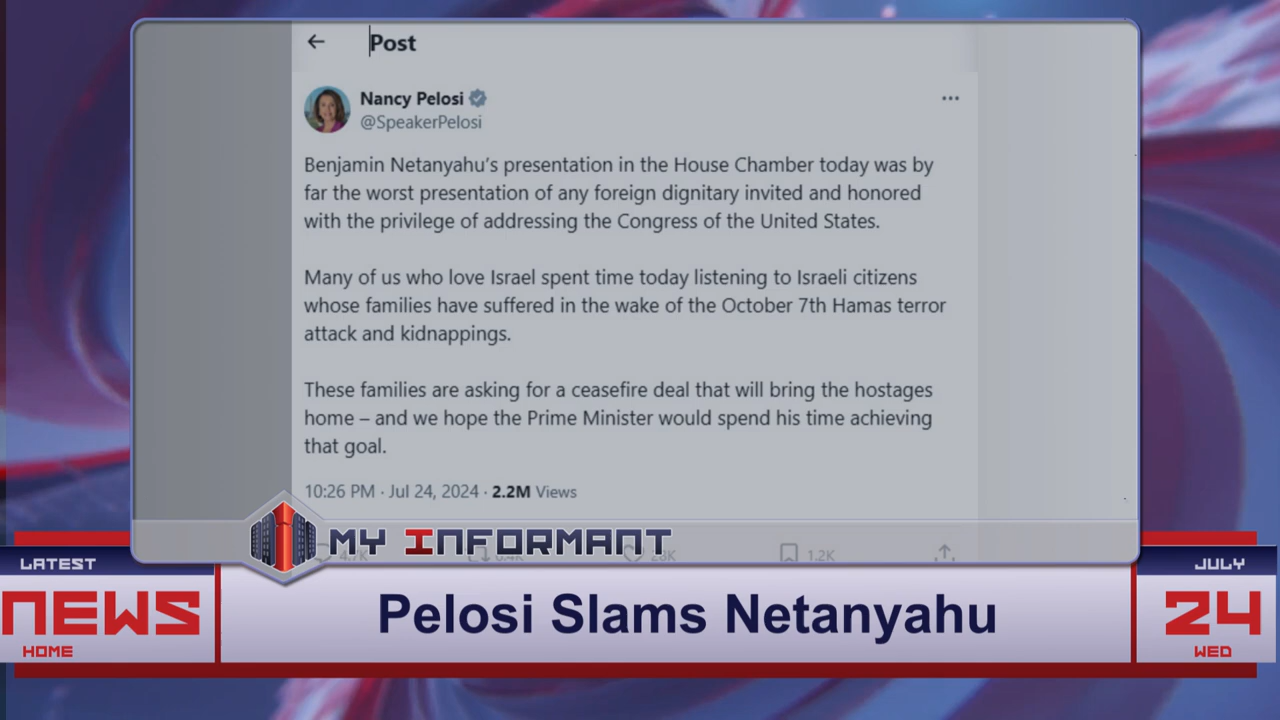 Post
Nancy Pelosi
@SpeakerPelosi
Benjamin Netanyahu's presentation in the House Chamber today was by
far the worst presentation of any foreign dignitary invited and honored
with the privilege of addressing the Congress of the United States.
Many of us who love Israel spent time today listening to Israeli citizens
whose families have suffered in the wake of the October 7th Hamas terror
attack and kidnappings.
These families are asking for a ceasefire deal that will bring the hostages
home – and we hope the Prime Minister would spend his time achieving
that goal.
10:26 PM · Jul 24, 2024 · 2.2M Views
1.2K
MY INFORMANT
LATEST
NEWS
HOME
Pelosi Slams Netanyahu
JULY
24
WED